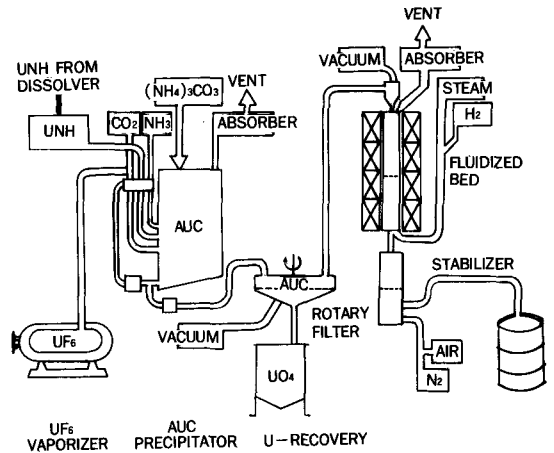 VENT
VACUUM
ABSORBER
UNH FROM
DISSOLVER
(NH4)3CO3
VENT
STEAM
H2
UNH
CO2
NH3
ABSORBER
FLUIDIZED
BED
AUC
AUC
STABILIZER
ROTARY
FILTER
VACUUM
UF6
AIR
N2
UO4
UF6
VAPORIZER
AUC
PRECIPITATOR
U-RECOVERY